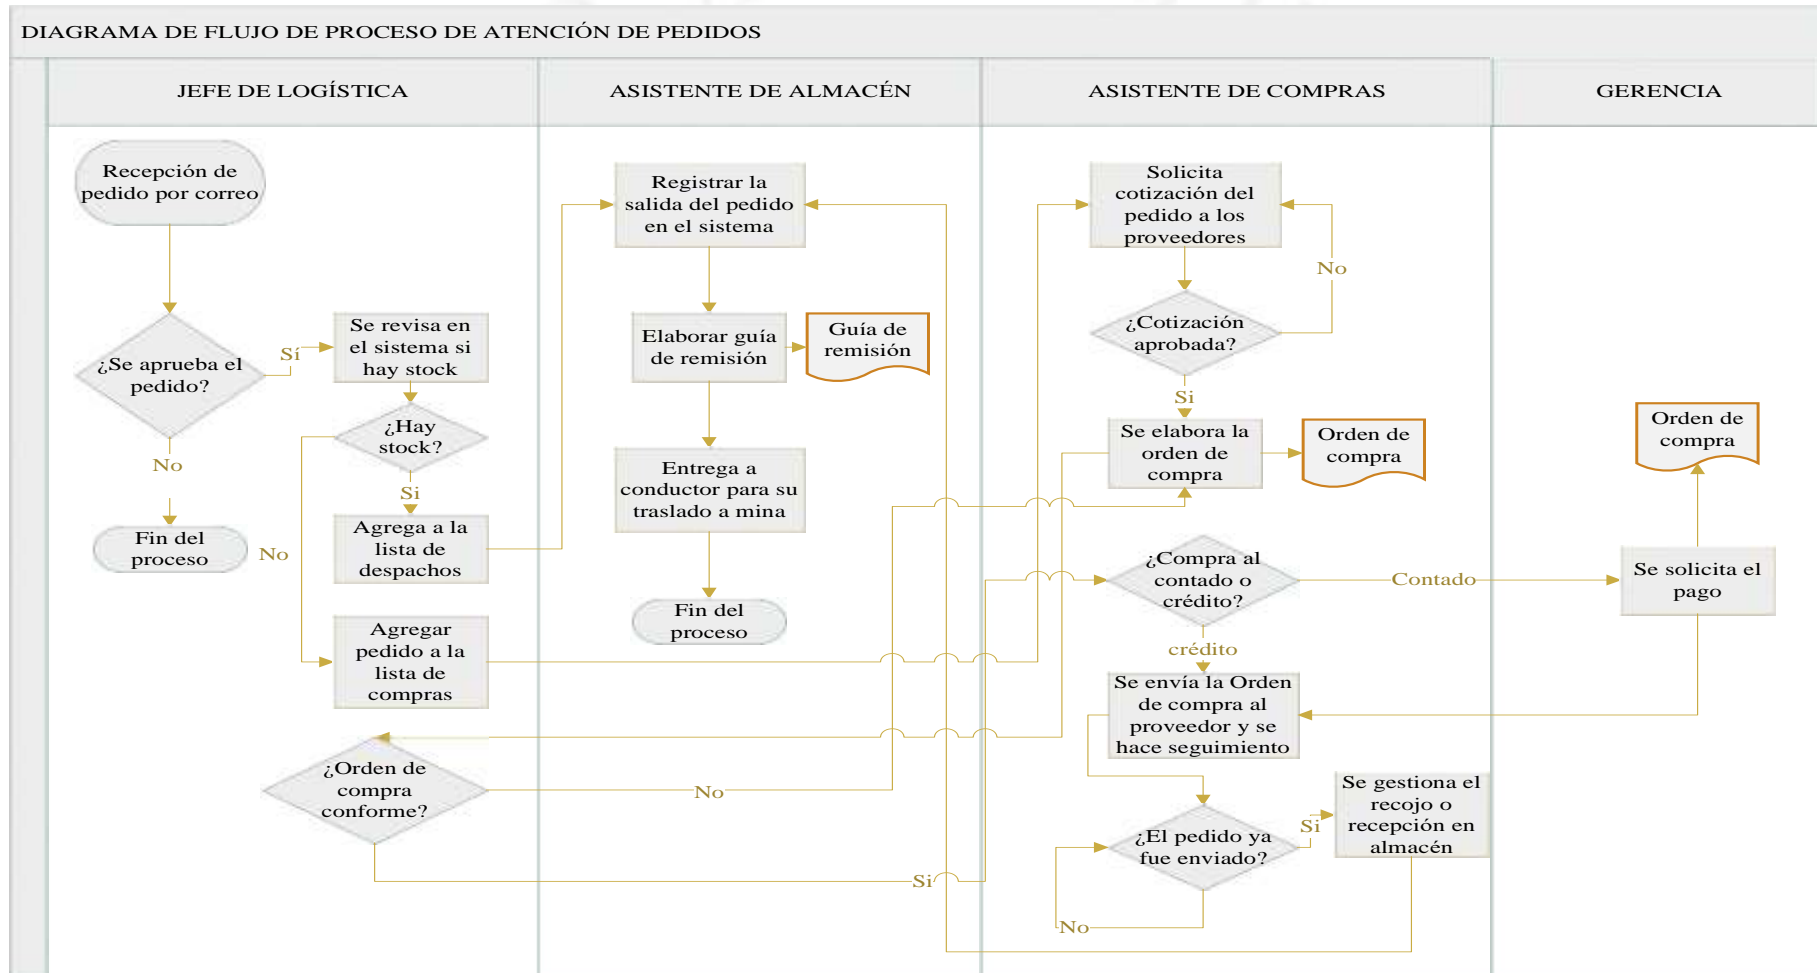 DIAGRAMA DE FLUJO DE PROCESO DE ATENCIÓN DE PEDIDOS
JEFE DE LOGÍSTICA
ASISTENTE DE ALMACÉN
ASISTENTE DE COMPRAS
GERENCIA
Recepción de
pedido por correo
¿Se aprueba el
pedido?
Sí
No
Fin del
proceso
Se revisa en
el sistema si
hay stock
¿Hay
stock?
Si
No
Agrega a la
lista de
despachos
Agregar
pedido a la
lista de
compras
¿Orden de
compra
conforme?
No
Si
Registrar la
salida del pedido
en el sistema
Elaborar guía
de remisión
Guía de
remisión
Entrega a
conductor para su
traslado a mina
Fin del
proceso
Solicita
cotización del
pedido a los
proveedores
No
¿Cotización
aprobada?
Si
Se elabora la
orden de
compra
Orden de
compra
¿Compra al
contado o
crédito?
Contado
crédito
Se envía la Orden
de compra al
proveedor y se
hace seguimiento
¿El pedido ya
fue enviado?
Si
No
Se gestiona el
recojo o
recepción en
almacén
Orden de
compra
Se solicita el
pago